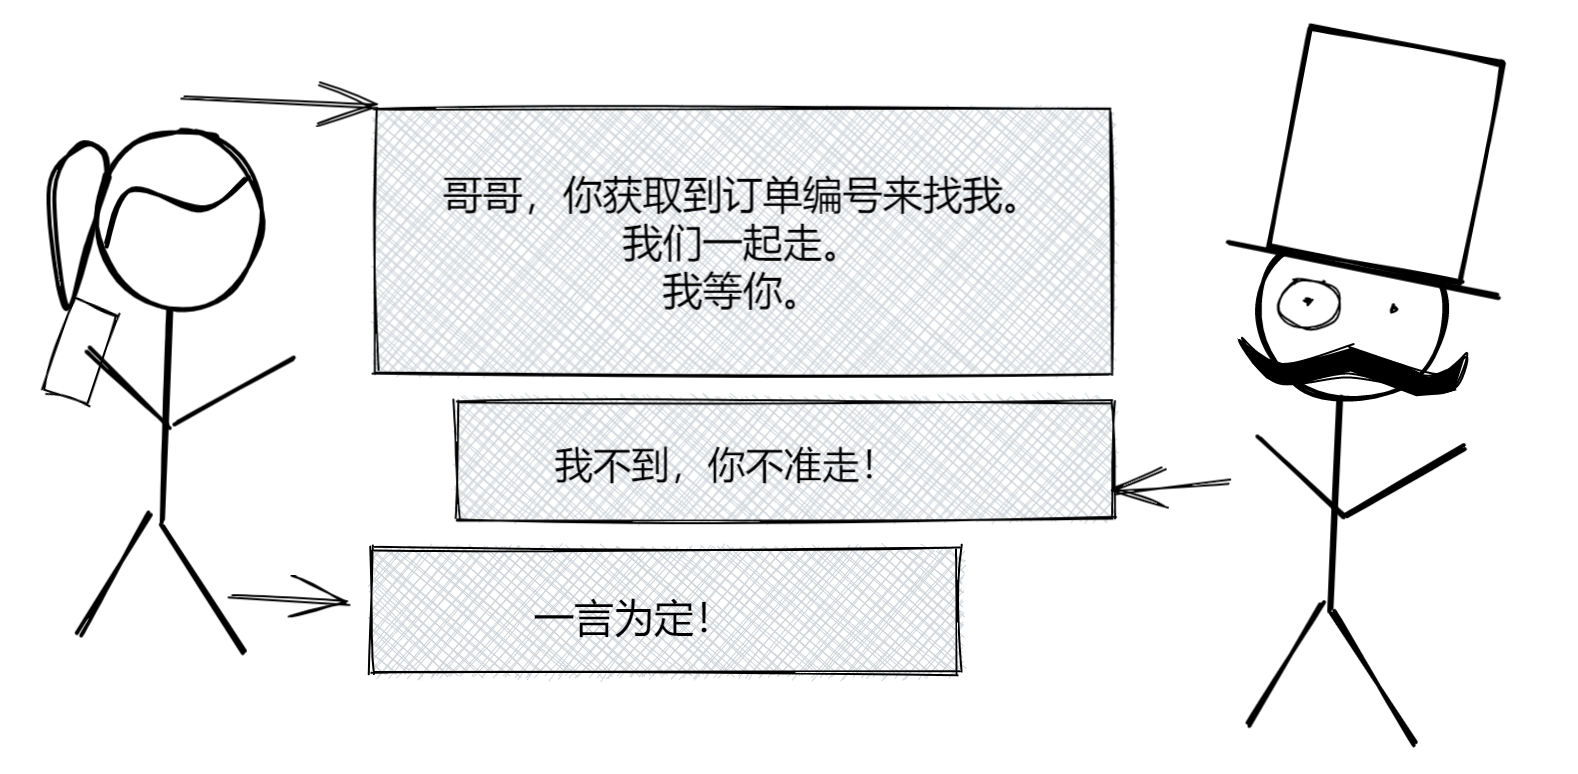 哥哥，你获取到订单编号来找我。
我们一起走。
我等你。
我不到，你不准走！
一言为定！